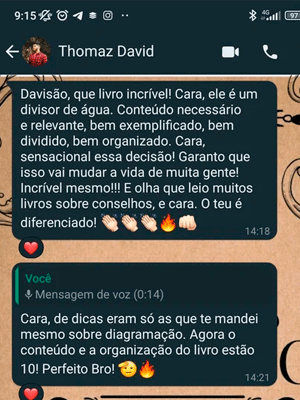 9:15
4G
97
Thomaz David
Davisão, que livro incrível! Cara, ele é um
divisor de água. Conteúdo necessário
e relevante, bem exemplificado, bem
dividido, bem organizado. Cara,
sensacional essa decisão! Garanto que
isso vai mudar a vida de muita gente!
Incrível mesmo!!! E olha que leio muitos
livros sobre conselhos, e cara. O teu é
diferenciado! 👏🏻👏🏻👏🏻🔥👊🏻
14:18
Você
Mensagem de voz (0:14)
Cara, de dicas eram só as que te mandei
mesmo sobre diagramação. Agora o
conteúdo e a organização do livro estão
10! Perfeito Bro! 🫡🔥
14:21